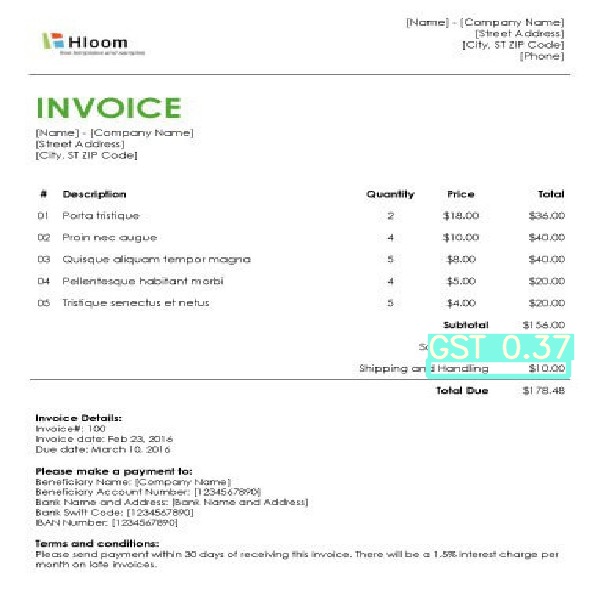 [Name] - [Company Name]
[Street Address]
[City, ST ZIP Code]
[Phone]
Hloom
INVOICE
[Name] - [Company Name]
[Street Address]
[City, ST ZIP Code]
# Description Quantity Price Total
01 Porta tristique 2 $18.00 $36.00
02 Proin nec augue 4 $10.00 $40.00
03 Quisque aliquam tempor magna 5 $8.00 $40.00
04 Pellentesque habitant morbi 4 $5.00 $20.00
05 Tristique senectus et netus 5 $4.00 $20.00
Subtotal $156.00
GST 0.37
Shipping and Handling $10.00
Total Due $178.48
Invoice Details:
Invoice#: 100
Invoice date: Feb 23, 2016
Due date: March 10, 2016
Please make a payment to:
Beneficiary Name: [Company Name]
Beneficiary Account Number: [1234567890]
Bank Name and Address: [Bank Name and Address]
Bank Swift Code: [1234567890]
IBAN Number: [1234567890]
Terms and conditions:
Please send payment within 30 days of receiving this invoice. There will be a 1.5% interest charge per
month on late invoices.